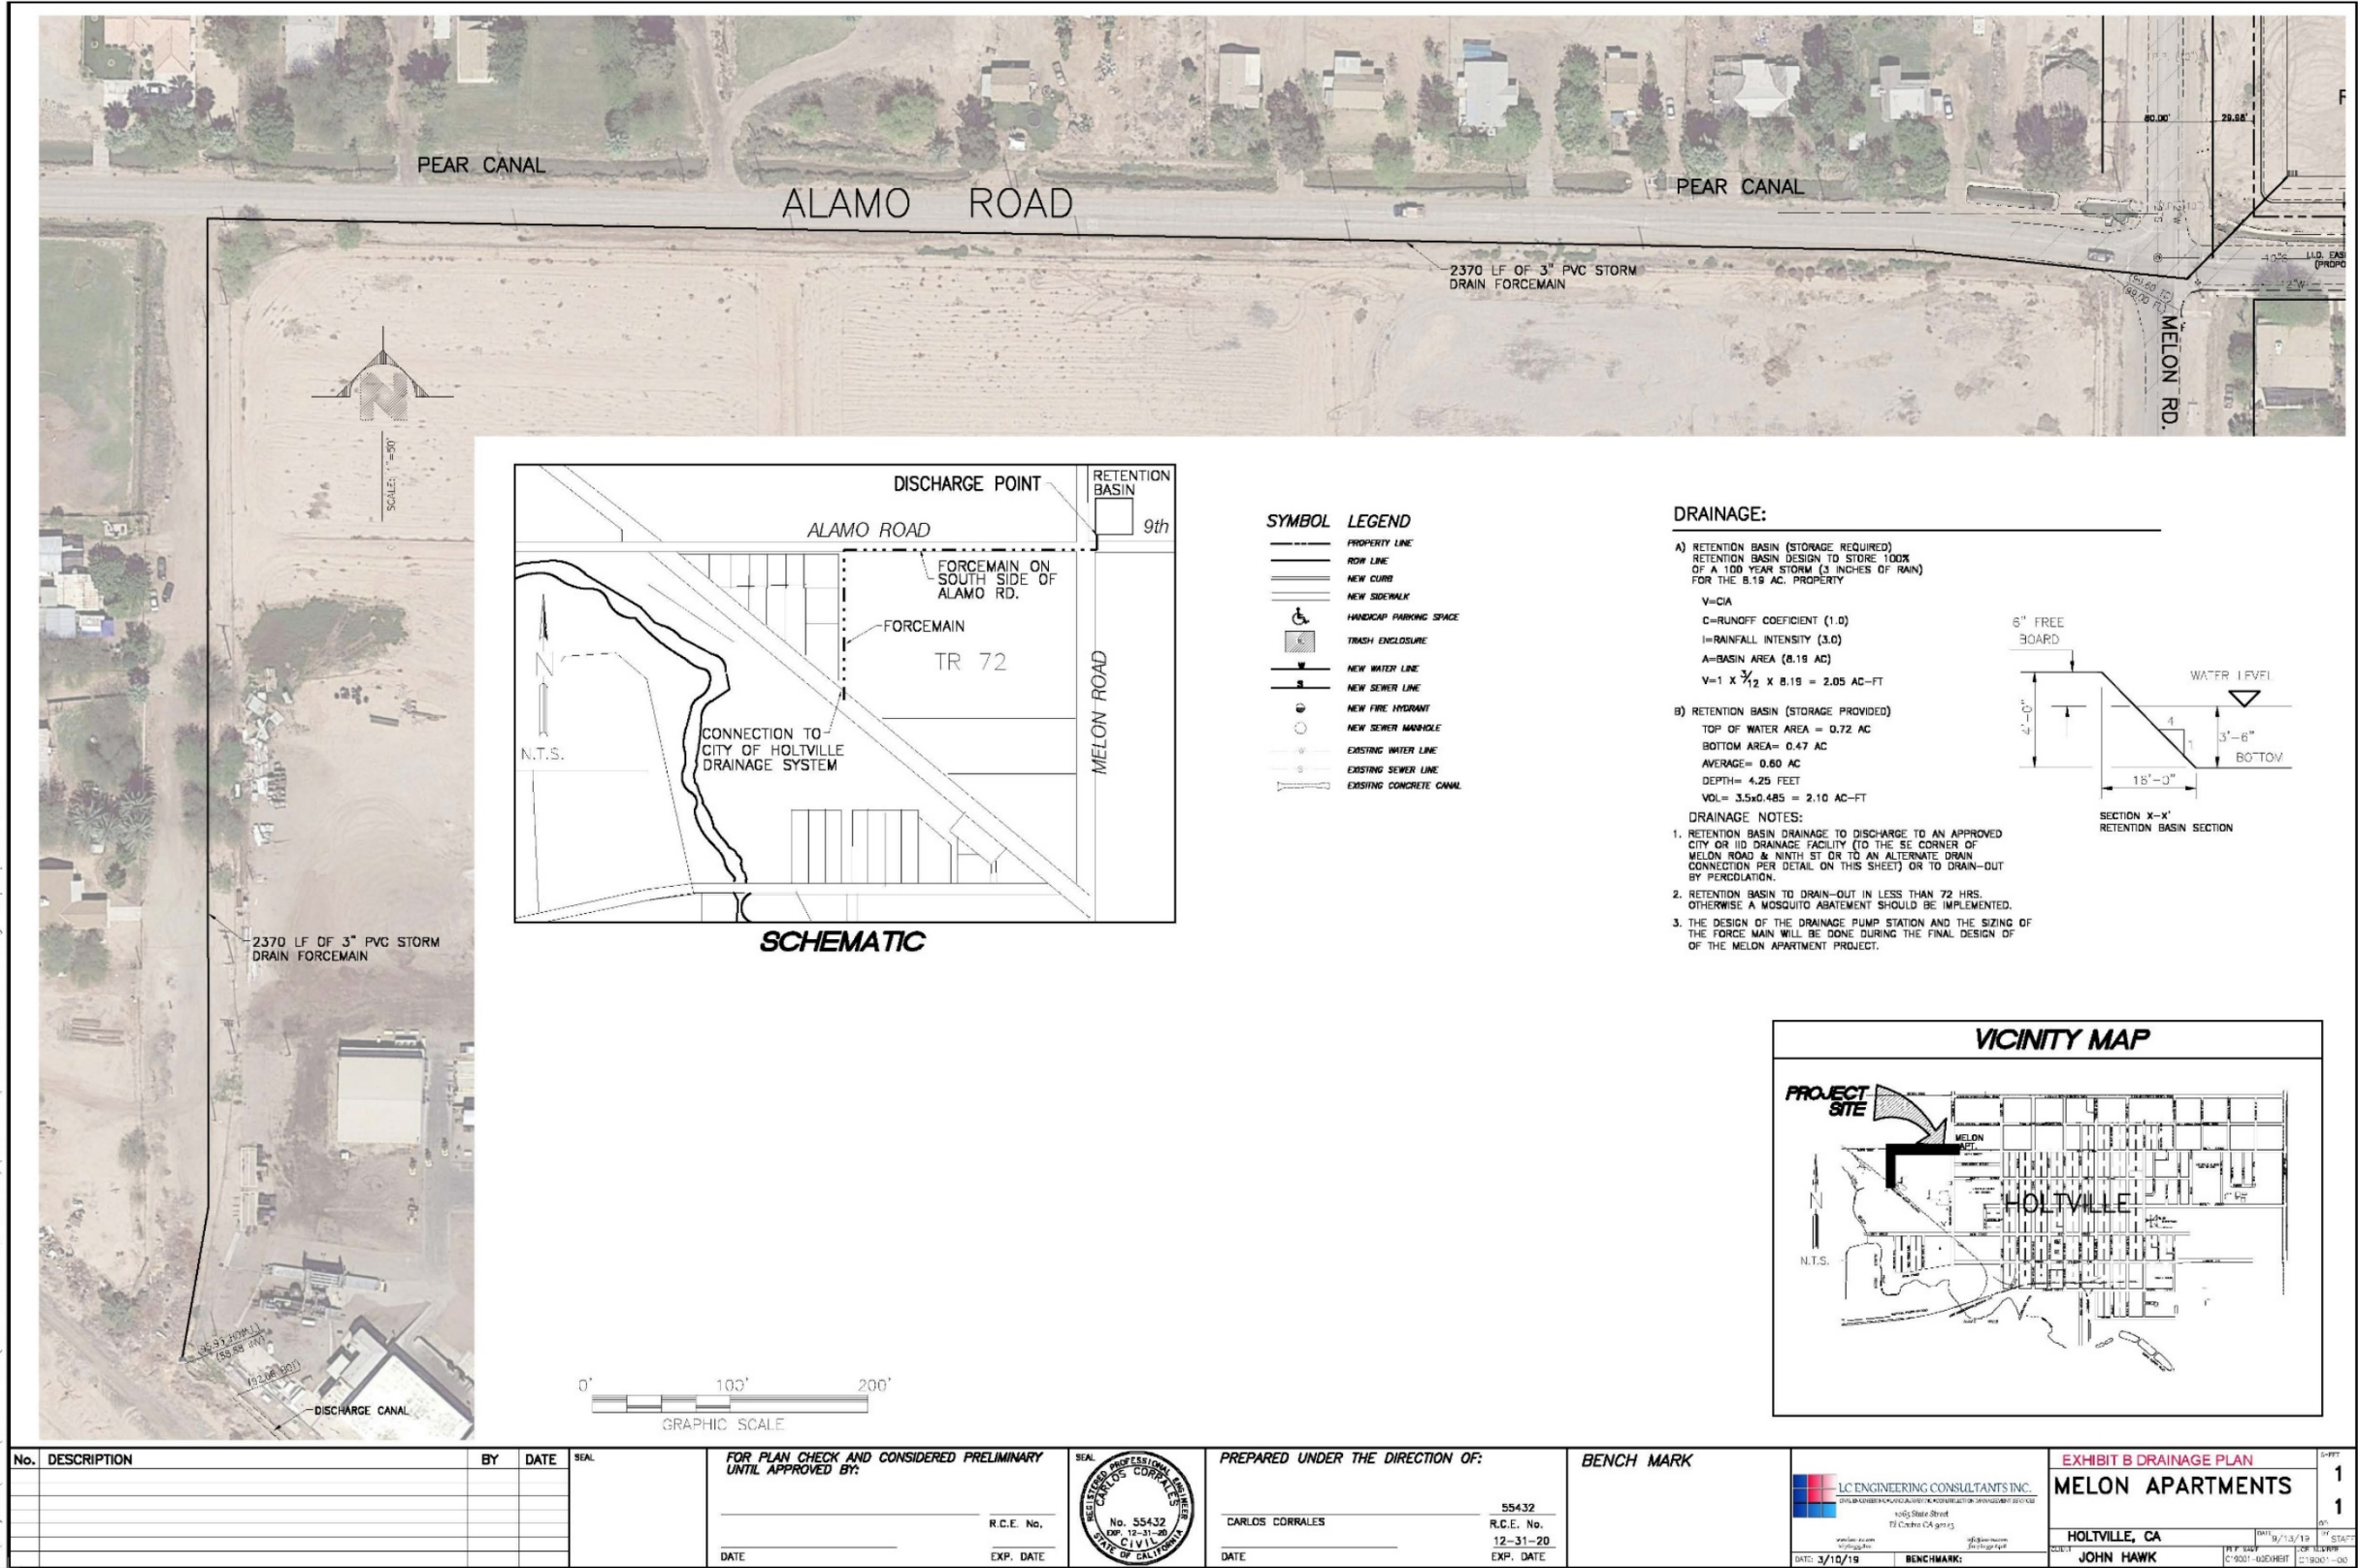 PEAR CANAL
ALAMO ROAD
PEAR CANAL
60.00'
29.98'
2370 LF OF 3" PVC STORM
DRAIN FORCEMAIN
MELON RD.
SCALE: 1"=50'
DISCHARGE POINT
RETENTION
BASIN
ALAMO ROAD
9th
FORCEMAIN ON
SOUTH SIDE OF
ALAMO RD.
FORCEMAIN
TR 72
MELON ROAD
N
N.T.S.
CONNECTION TO
CITY OF HOLTVILLE
DRAINAGE SYSTEM
SCHEMATIC
SYMBOL LEGEND
PROPERTY LINE
ROW LINE
NEW CURB
NEW SIDEWALK
HANDICAP PARKING SPACE
TRASH ENCLOSURE
W NEW WATER LINE
S NEW SEWER LINE
NEW FIRE HYDRANT
NEW SEWER MANHOLE
EXISTING WATER LINE
EXISTING SEWER LINE
EXISITNG CONCRETE CANAL
DRAINAGE:
A) RETENTION BASIN (STORAGE REQUIRED)
RETENTION BASIN DESIGN TO STORE 100%
OF A 100 YEAR STORM (3 INCHES OF RAIN)
FOR THE 8.19 AC. PROPERTY
V=CIA
C=RUNOFF COEFICIENT (1.0)
I=RAINFALL INTENSITY (3.0)
A=BASIN AREA (8.19 AC)
V=1 X 3/12 X 8.19 = 2.05 AC-FT
B) RETENTION BASIN (STORAGE PROVIDED)
TOP OF WATER AREA = 0.72 AC
BOTTOM AREA= 0.47 AC
AVERAGE= 0.60 AC
DEPTH= 4.25 FEET
VOL= 3.5x0.485 = 2.10 AC-FT
DRAINAGE NOTES:
1. RETENTION BASIN DRAINAGE TO DISCHARGE TO AN APPROVED
CITY OR IID DRAINAGE FACILITY (TO THE SE CORNER OF
MELON ROAD & NINTH ST OR TO AN ALTERNATE DRAIN
CONNECTION PER DETAIL ON THIS SHEET) OR TO DRAIN-OUT
BY PERCOLATION.
2. RETENTION BASIN TO DRAIN-OUT IN LESS THAN 72 HRS.
OTHERWISE A MOSQUITO ABATEMENT SHOULD BE IMPLEMENTED.
3. THE DESIGN OF THE DRAINAGE PUMP STATION AND THE SIZING OF
THE FORCE MAIN WILL BE DONE DURING THE FINAL DESIGN OF
OF THE MELON APARTMENT PROJECT.
6" FREE
BOARD
WATER LEVEL
4'-0"
4
1
3'-6"
BOTTOM
16'-0"
SECTION X-X'
RETENTION BASIN SECTION
2370 LF OF 3" PVC STORM
DRAIN FORCEMAIN
DISCHARGE CANAL
0' 100' 200'
GRAPHIC SCALE
VICINITY MAP
PROJECT
SITE
MELON
APT.
HOLTVILLE
N
N.T.S.
No. DESCRIPTION BY DATE
SEAL
FOR PLAN CHECK AND CONSIDERED PRELIMINARY
UNTIL APPROVED BY:
R.C.E. No.
DATE EXP. DATE
SEAL
REGISTERED PROFESSIONAL ENGINEER
CARLOS CORRALES
No. 55432
EXP. 12-31-20
CIVIL
STATE OF CALIFORNIA
PREPARED UNDER THE DIRECTION OF:
55432
CARLOS CORRALES R.C.E. No.
12-31-20
DATE EXP. DATE
BENCH MARK
LC ENGINEERING CONSULTANTS INC.
1065 State Street
DATE: 3/10/19 BENCHMARK:
EXHIBIT B DRAINAGE PLAN
MELON APARTMENTS
HOLTVILLE, CA
DATE 9/13/19
JOHN HAWK
SHEET
1
1